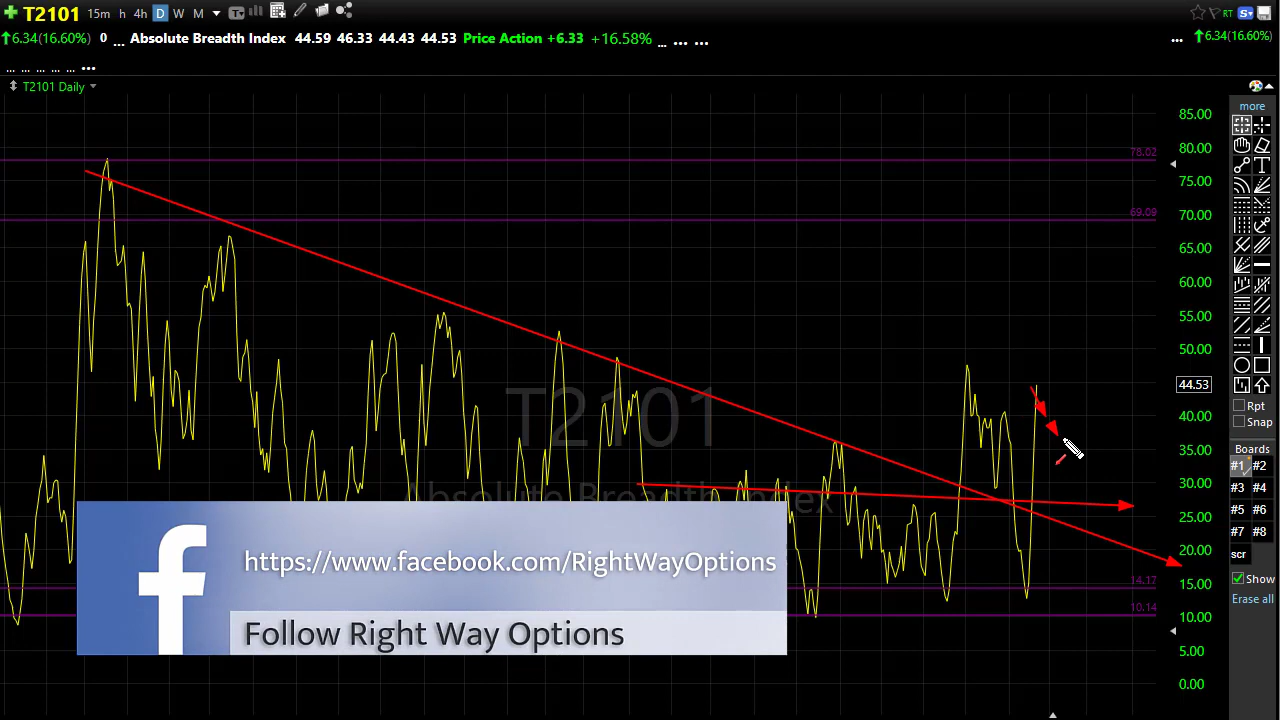 T2101 15m h 4h D W M T RT S
6.34(16.60%) 0 ... Absolute Breadth Index 44.59 46.33 44.43 44.53 Price Action +6.33 +16.58% ... ... ... ... 6.34(16.60%)
... ... ... ... ... ...
T2101 Daily
more
85.00
78.02
80.00
75.00
69.09
70.00
65.00
60.00
55.00
50.00
44.53
T2101
40.00
Rpt
Snap
35.00
Boards
#1 #2
Absolute Breadth Index
30.00
#3 #4
25.00
#5 #6
#7 #8
https://www.facebook.com/RightWayOptions
20.00
scr
14.17
15.00
Show
Erase all
10.14
10.00
Follow Right Way Options
5.00
0.00